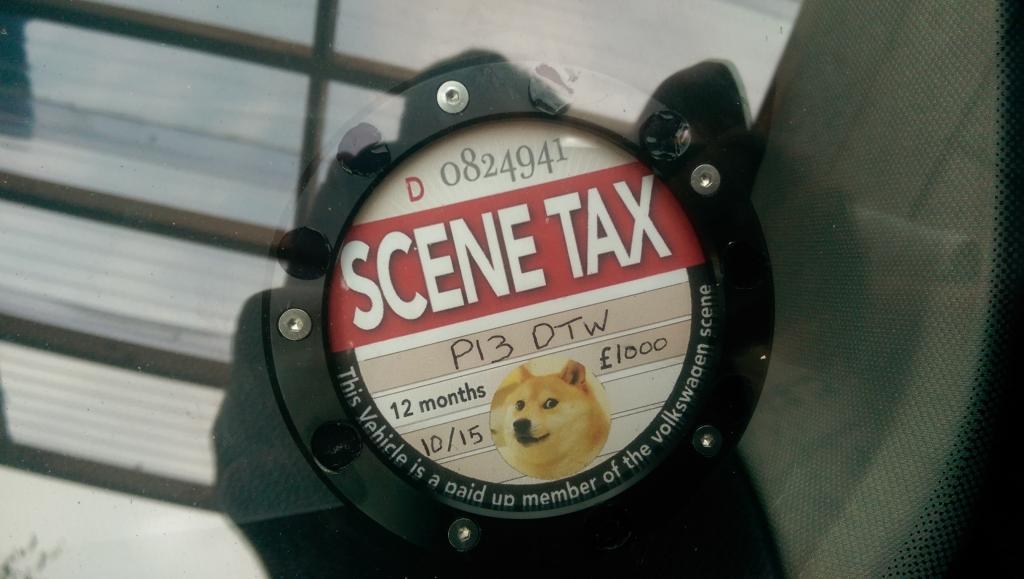 D 0824941
SCENE TAX
P13 DTW
£1000
12 months
10/15
This Vehicle is a paid up member of the volkswagen scene